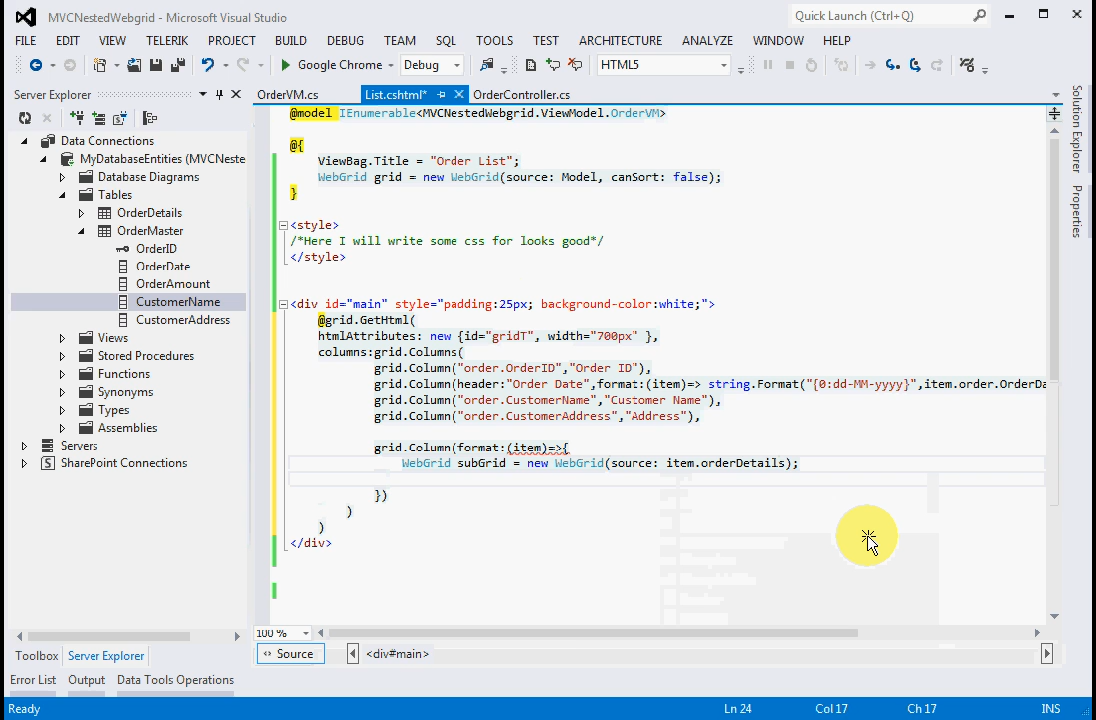 MVCNestedWebgrid - Microsoft Visual Studio
Quick Launch (Ctrl+Q)
FILE EDIT VIEW TELERIK PROJECT BUILD DEBUG TEAM SQL TOOLS TEST ARCHITECTURE ANALYZE WINDOW HELP
Google Chrome Debug HTML5
Server Explorer
OrderVM.cs List.cshtml* OrderController.cs
Data Connections
MyDatabaseEntities (MVCNeste
Database Diagrams
Tables
OrderDetails
OrderMaster
OrderID
OrderDate
OrderAmount
CustomerName
CustomerAddress
Views
Stored Procedures
Functions
Synonyms
Types
Assemblies
Servers
SharePoint Connections
Toolbox Server Explorer
Error List Output Data Tools Operations
@model IEnumerable<MVCNestedWebgrid.ViewModel.OrderVM>
@{
ViewBag.Title = "Order List";
WebGrid grid = new WebGrid(source: Model, canSort: false);
}
<style>
/*Here I will write some css for looks good*/
</style>
<div id="main" style="padding:25px; background-color:white;">
@grid.GetHtml(
htmlAttributes: new {id="gridT", width="700px" },
columns:grid.Columns(
grid.Column("order.OrderID","Order ID"),
grid.Column(header:"Order Date",format:(item)=> string.Format("{0:dd-MM-yyyy}",item.order.OrderDa
grid.Column("order.CustomerName","Customer Name"),
grid.Column("order.CustomerAddress","Address"),
grid.Column(format:(item)=>{
WebGrid subGrid = new WebGrid(source: item.orderDetails);
})
)
)
</div>
100 %
Source <div#main>
Solution Explorer
Properties
Ready Ln 24 Col 17 Ch 17 INS